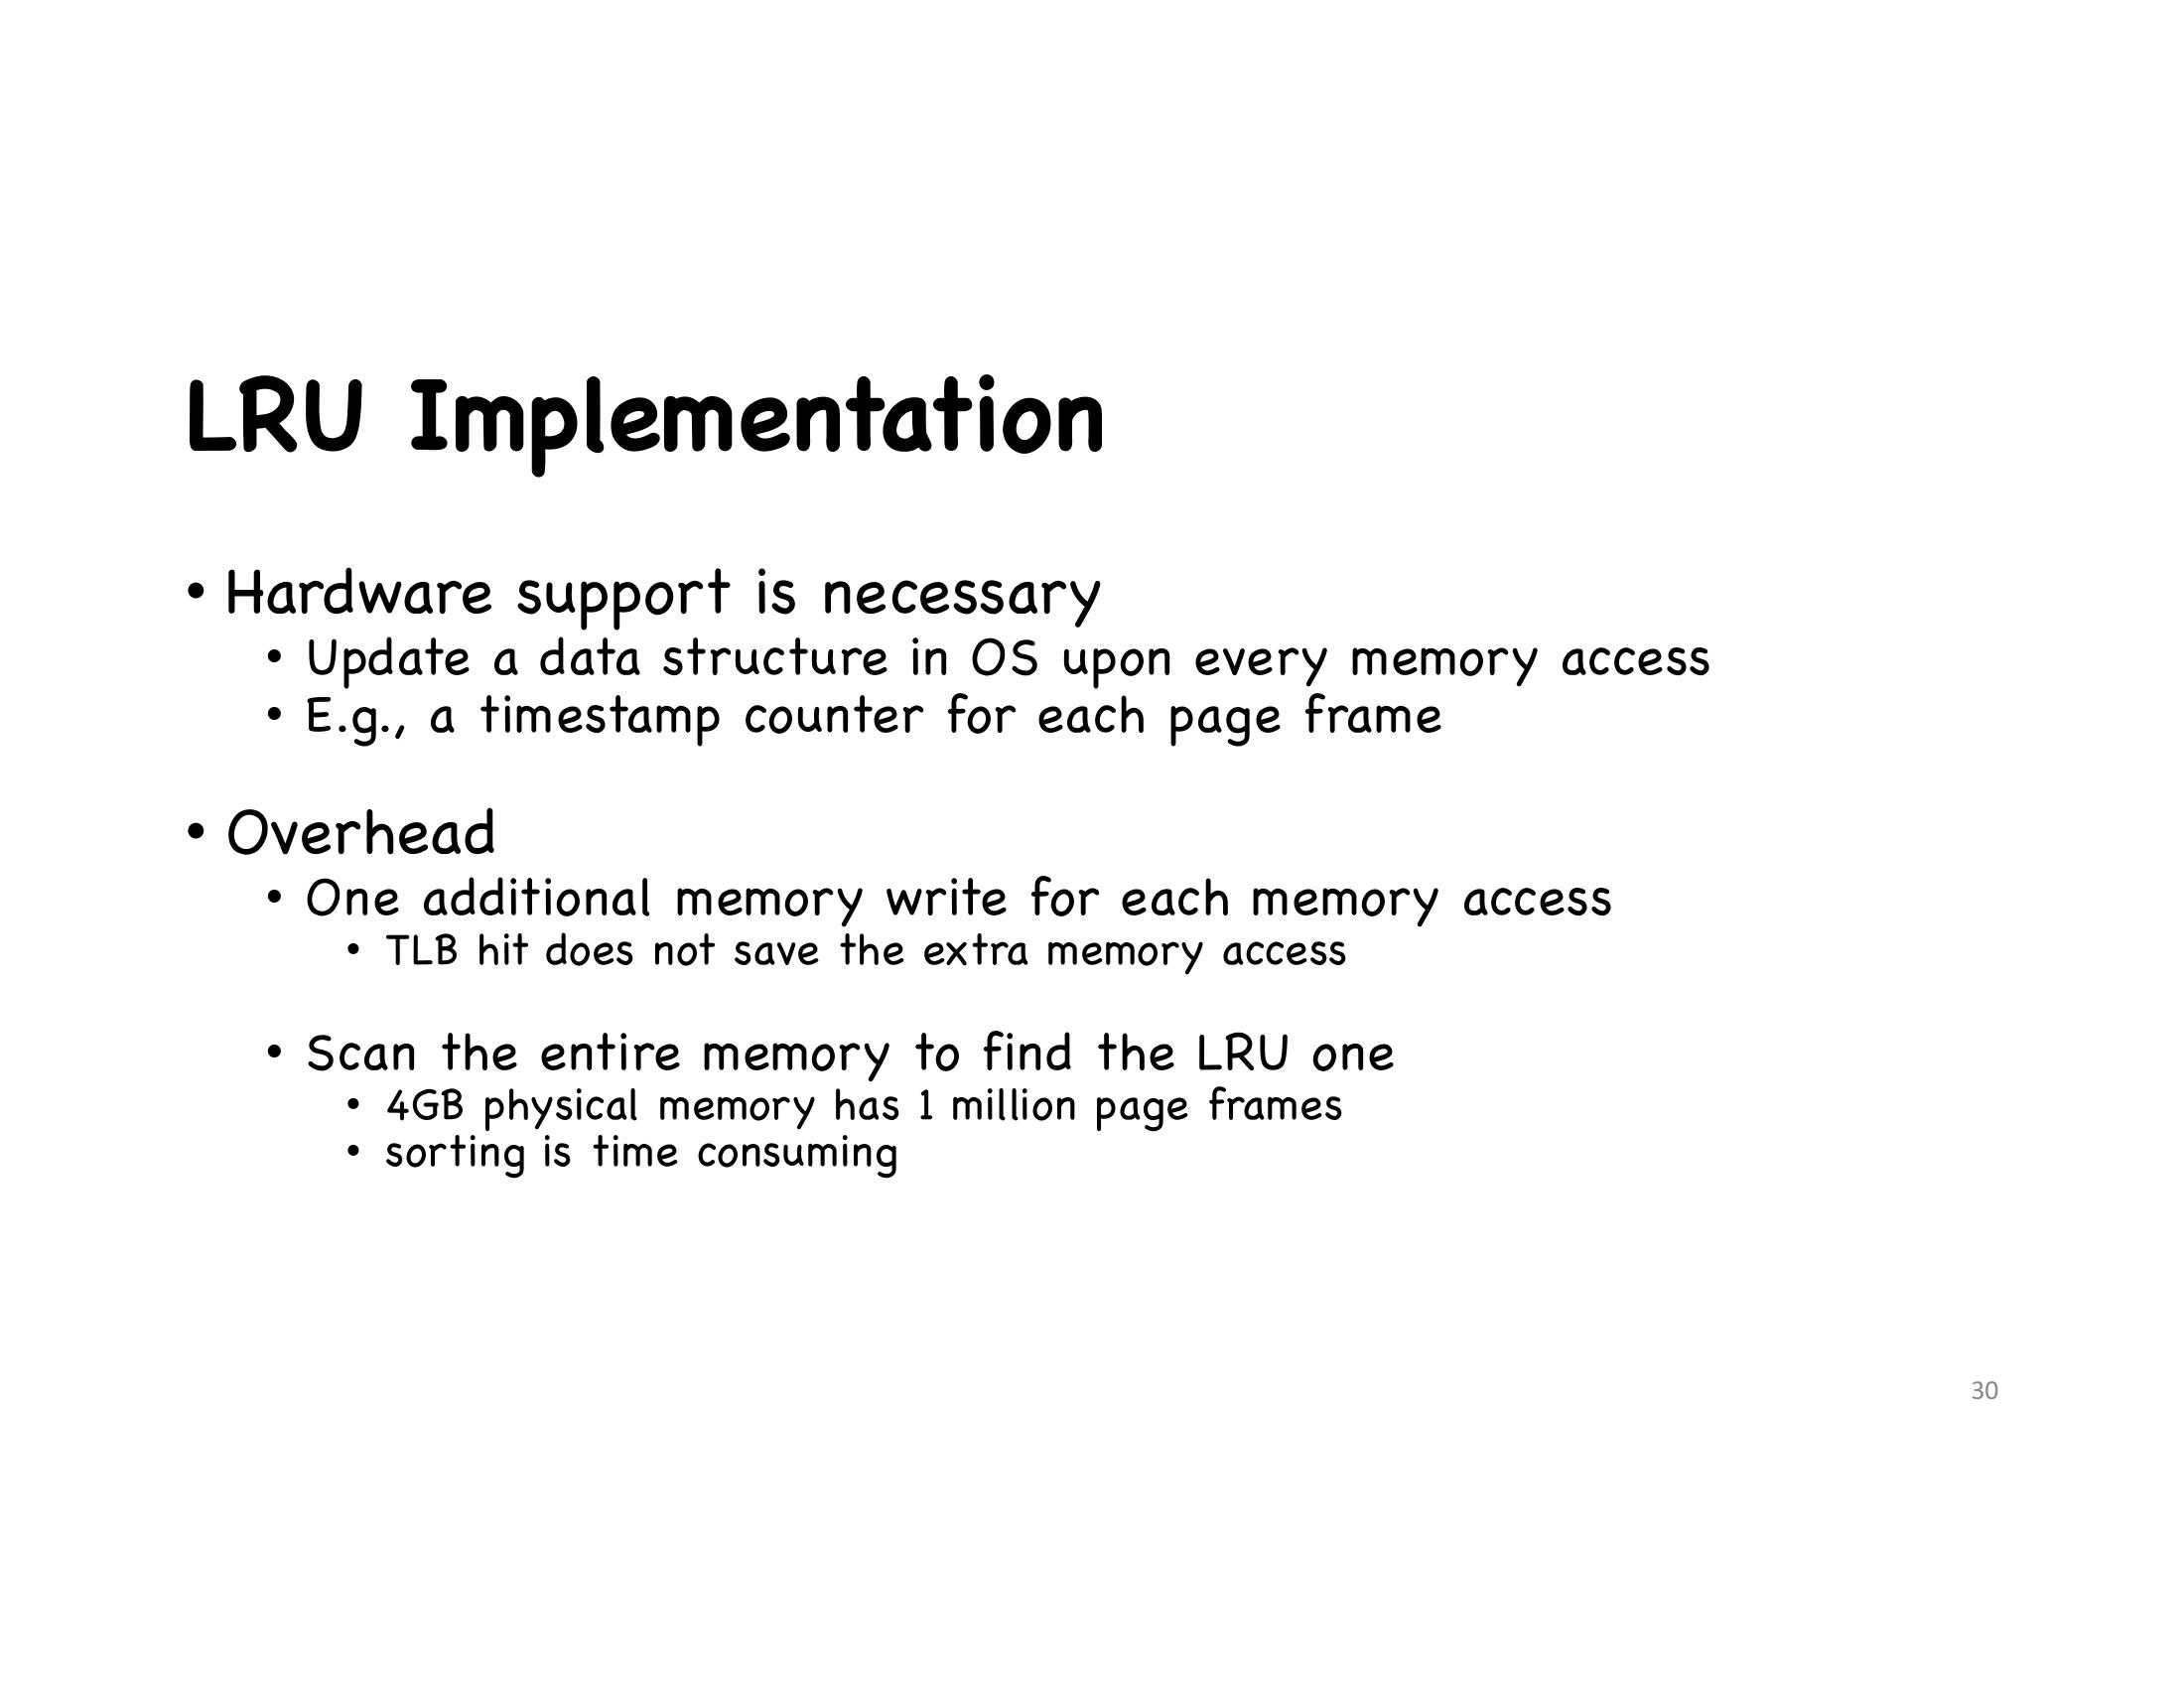 LRU Implementation
• Hardware support is necessary
• Update a data structure in OS upon every memory access
• E.g., a timestamp counter for each page frame
• Overhead
• One additional memory write for each memory access
• TLB hit does not save the extra memory access
• Scan the entire memory to find the LRU one
• 4GB physical memory has 1 million page frames
• sorting is time consuming
30